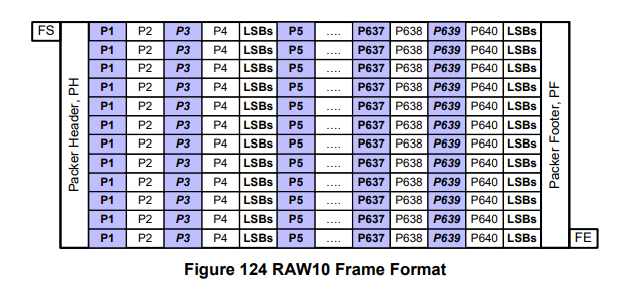 FS P1 P2 P3 P4 LSBs P5 .... P637 P638 P639 P640 LSBs
P1 P2 P3 P4 LSBs P5 .... P637 P638 P639 P640 LSBs
P1 P2 P3 P4 LSBs P5 .... P637 P638 P639 P640 LSBs
P1 P2 P3 P4 LSBs P5 .... P637 P638 P639 P640 LSBs
P1 P2 P3 P4 LSBs P5 .... P637 P638 P639 P640 LSBs
P1 P2 P3 P4 LSBs P5 .... P637 P638 P639 P640 LSBs
P1 P2 P3 P4 LSBs P5 .... P637 P638 P639 P640 LSBs
P1 P2 P3 P4 LSBs P5 .... P637 P638 P639 P640 LSBs
P1 P2 P3 P4 LSBs P5 .... P637 P638 P639 P640 LSBs
P1 P2 P3 P4 LSBs P5 .... P637 P638 P639 P640 LSBs
P1 P2 P3 P4 LSBs P5 .... P637 P638 P639 P640 LSBs
P1 P2 P3 P4 LSBs P5 .... P637 P638 P639 P640 LSBs FE
Packer Header, PH
Packer Footer, PF
Figure 124 RAW10 Frame Format